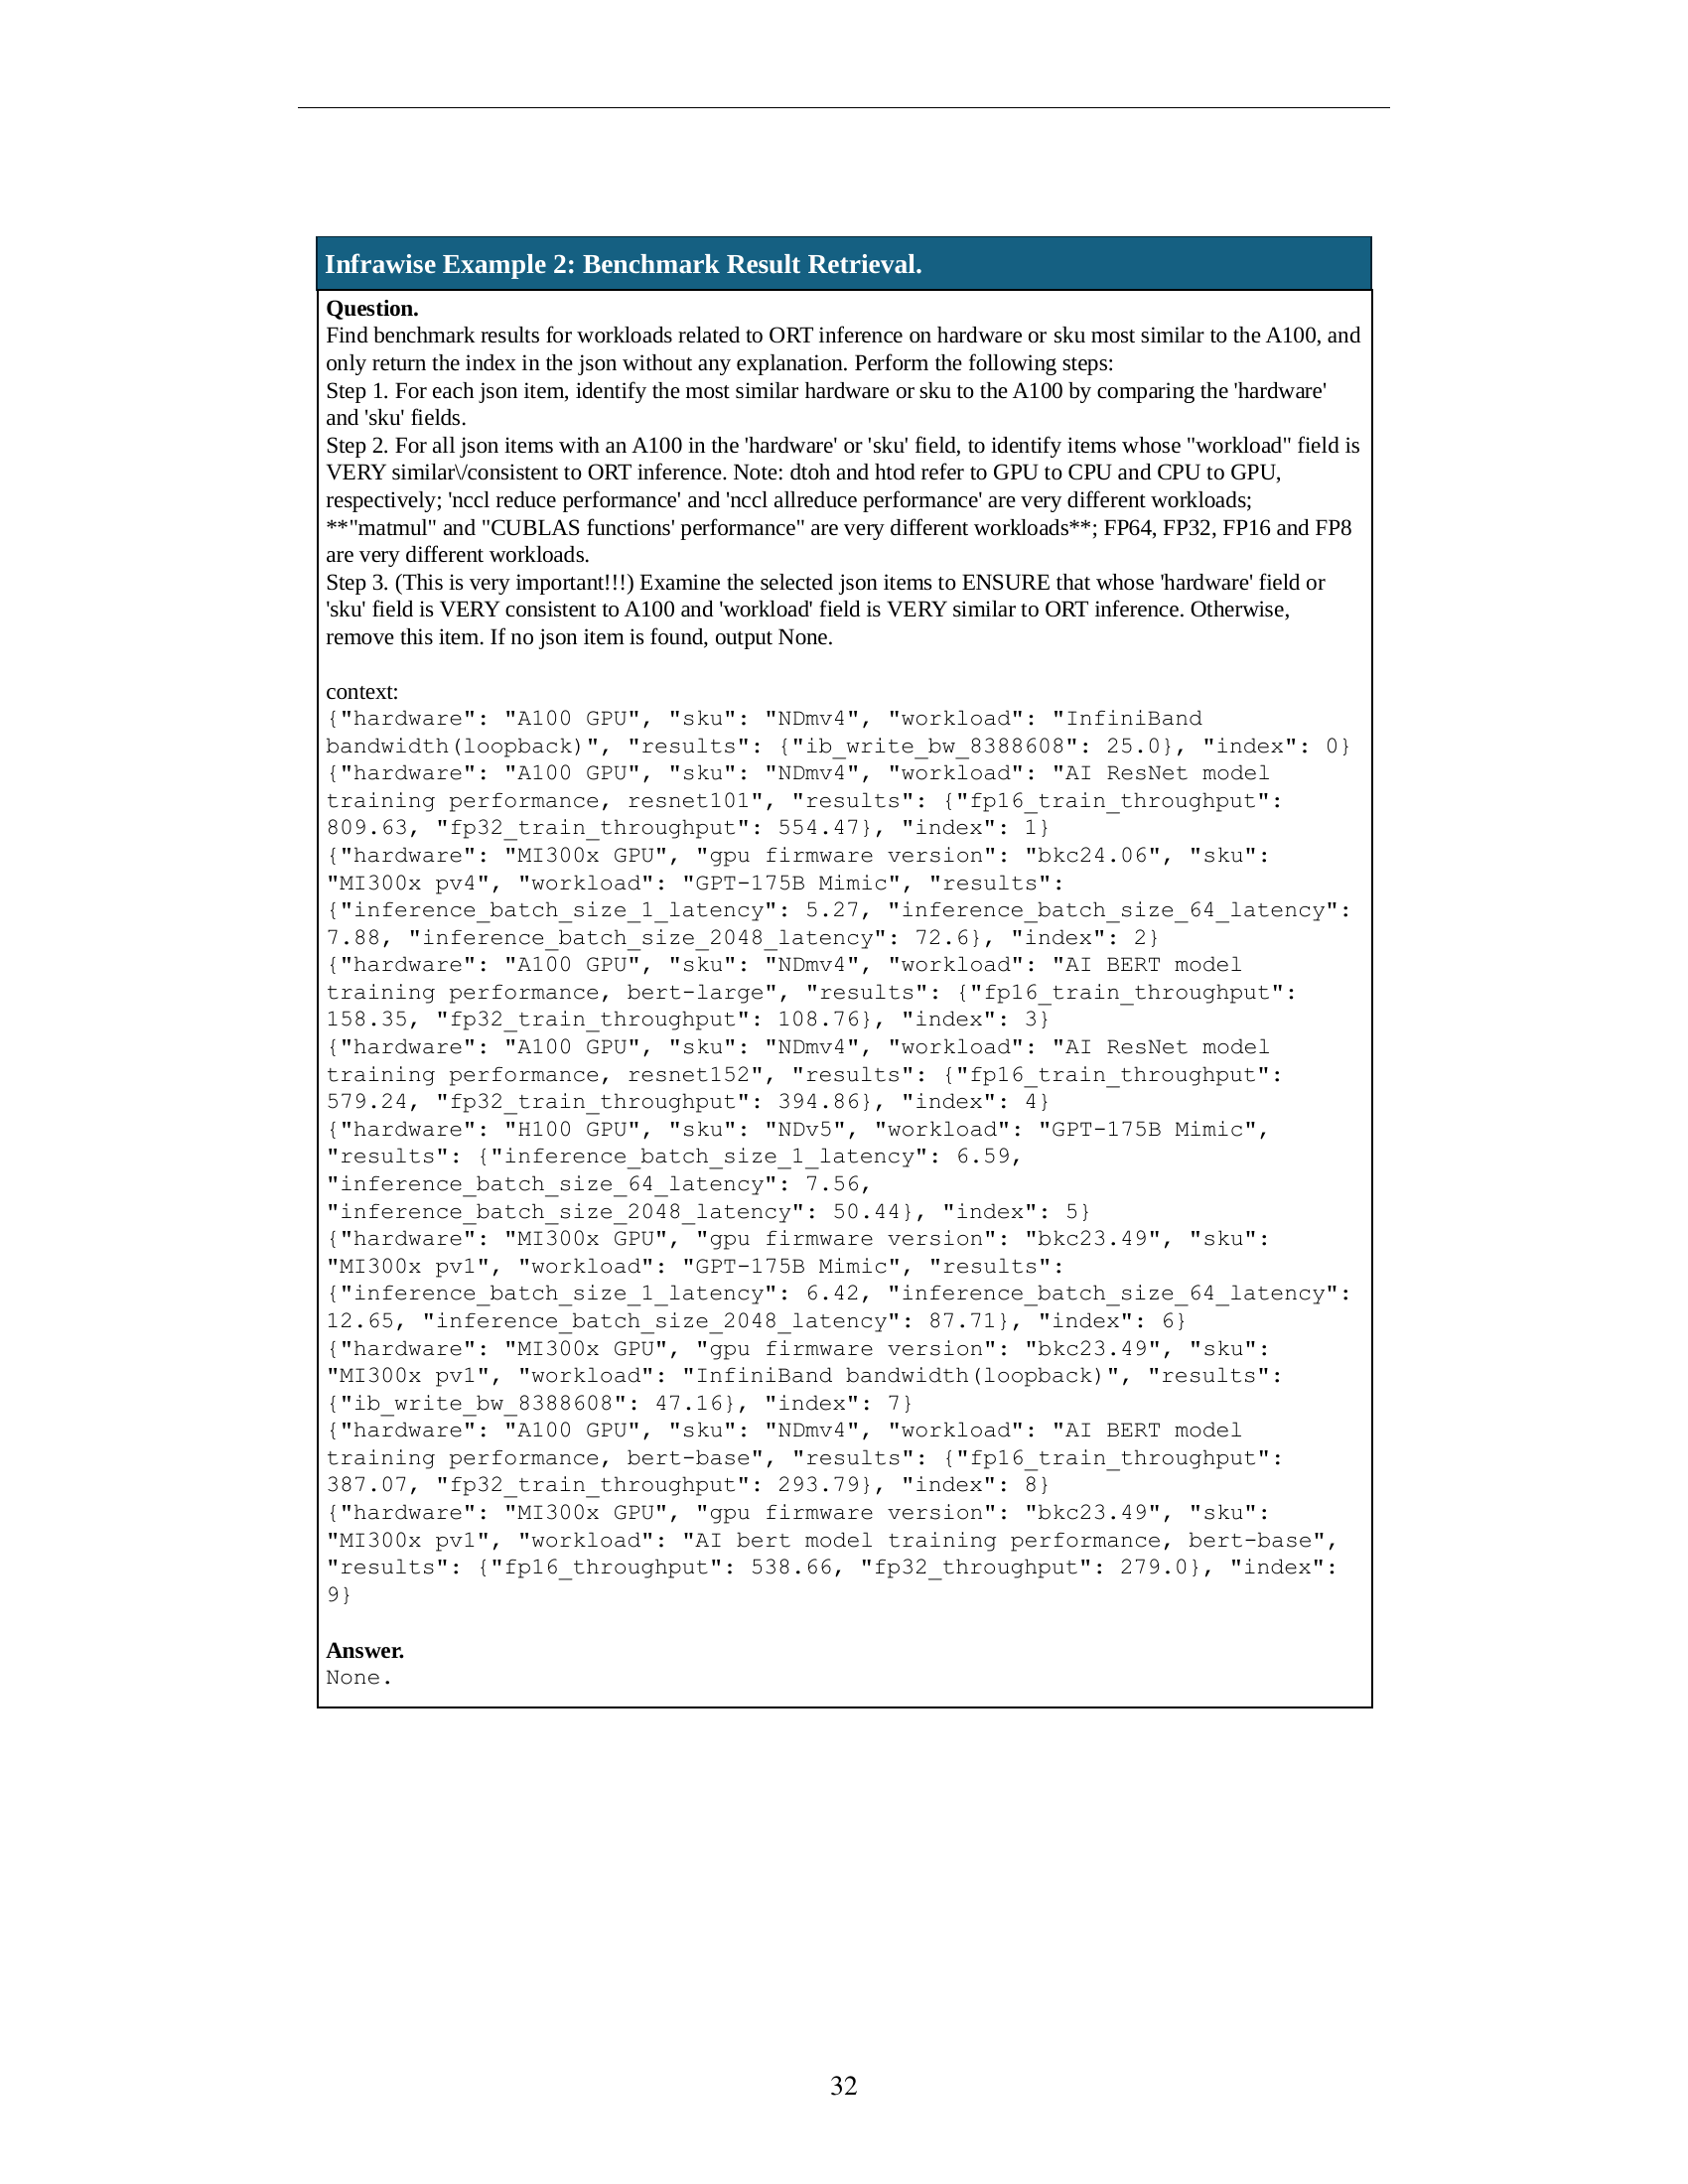 Infrawise Example 2: Benchmark Result Retrieval.
Question.
Find benchmark results for workloads related to ORT inference on hardware or sku most similar to the A100, and
only return the index in the json without any explanation. Perform the following steps:
Step 1. For each json item, identify the most similar hardware or sku to the A100 by comparing the 'hardware'
and 'sku' fields.
Step 2. For all json items with an A100 in the 'hardware' or 'sku' field, to identify items whose "workload" field is
VERY similar\/consistent to ORT inference. Note: dtoh and htod refer to GPU to CPU and CPU to GPU,
respectively; 'nccl reduce performance' and 'nccl allreduce performance' are very different workloads;
**"matmul" and "CUBLAS functions' performance" are very different workloads**; FP64, FP32, FP16 and FP8
are very different workloads.
Step 3. (This is very important!!!) Examine the selected json items to ENSURE that whose 'hardware' field or
'sku' field is VERY consistent to A100 and 'workload' field is VERY similar to ORT inference. Otherwise,
remove this item. If no json item is found, output None.
context:
{"hardware": "A100 GPU", "sku": "NDmv4", "workload": "InfiniBand
bandwidth(loopback)", "results": {"ib_write_bw_8388608": 25.0}, "index": 0}
{"hardware": "A100 GPU", "sku": "NDmv4", "workload": "AI ResNet model
training performance, resnet101", "results": {"fp16_train_throughput":
809.63, "fp32_train_throughput": 554.47}, "index": 1}
{"hardware": "MI300x GPU", "gpu firmware version": "bkc24.06", "sku":
"MI300x pv4", "workload": "GPT-175B Mimic", "results":
{"inference_batch_size_1_latency": 5.27, "inference_batch_size_64_latency":
7.88, "inference_batch_size_2048_latency": 72.6}, "index": 2}
{"hardware": "A100 GPU", "sku": "NDmv4", "workload": "AI BERT model
training performance, bert-large", "results": {"fp16_train_throughput":
158.35, "fp32_train_throughput": 108.76}, "index": 3}
{"hardware": "A100 GPU", "sku": "NDmv4", "workload": "AI ResNet model
training performance, resnet152", "results": {"fp16_train_throughput":
579.24, "fp32_train_throughput": 394.86}, "index": 4}
{"hardware": "H100 GPU", "sku": "NDv5", "workload": "GPT-175B Mimic",
"results": {"inference_batch_size_1_latency": 6.59,
"inference_batch_size_64_latency": 7.56,
"inference_batch_size_2048_latency": 50.44}, "index": 5}
{"hardware": "MI300x GPU", "gpu firmware version": "bkc23.49", "sku":
"MI300x pv1", "workload": "GPT-175B Mimic", "results":
{"inference_batch_size_1_latency": 6.42, "inference_batch_size_64_latency":
12.65, "inference_batch_size_2048_latency": 87.71}, "index": 6}
{"hardware": "MI300x GPU", "gpu firmware version": "bkc23.49", "sku":
"MI300x pv1", "workload": "InfiniBand bandwidth(loopback)", "results":
{"ib_write_bw_8388608": 47.16}, "index": 7}
{"hardware": "A100 GPU", "sku": "NDmv4", "workload": "AI BERT model
training performance, bert-base", "results": {"fp16_train_throughput":
387.07, "fp32_train_throughput": 293.79}, "index": 8}
{"hardware": "MI300x GPU", "gpu firmware version": "bkc23.49", "sku":
"MI300x pv1", "workload": "AI bert model training performance, bert-base",
"results": {"fp16_throughput": 538.66, "fp32_throughput": 279.0}, "index":
9}
Answer.
None.
32